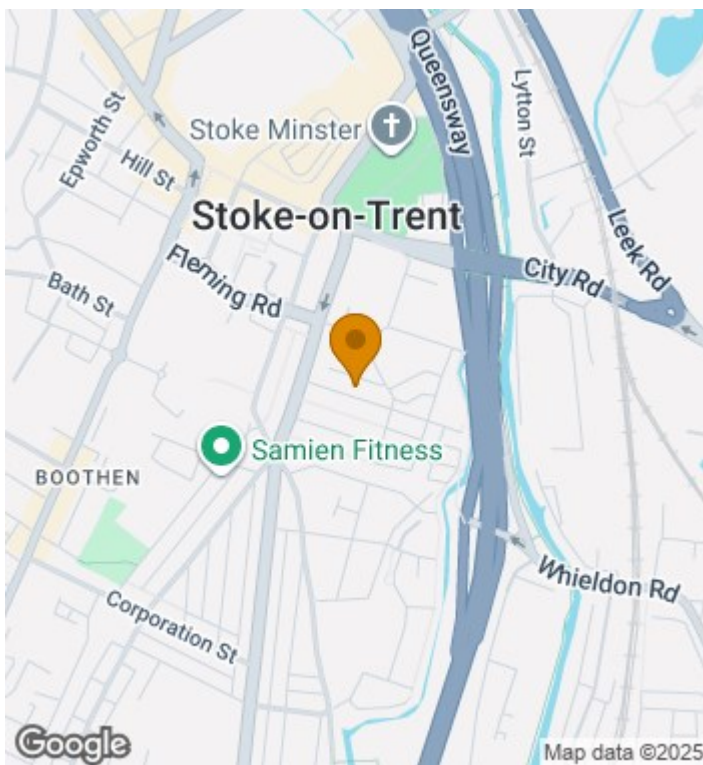 Queensway
Lytton St
Epworth St
Stoke Minster
Hill St
Leek Rd
Stoke-on-Trent
City Rd
Fleming Rd
Bath St
Samien Fitness
BOOTHEN
Whieldon Rd
Corporation St
Google
Map data ©2025